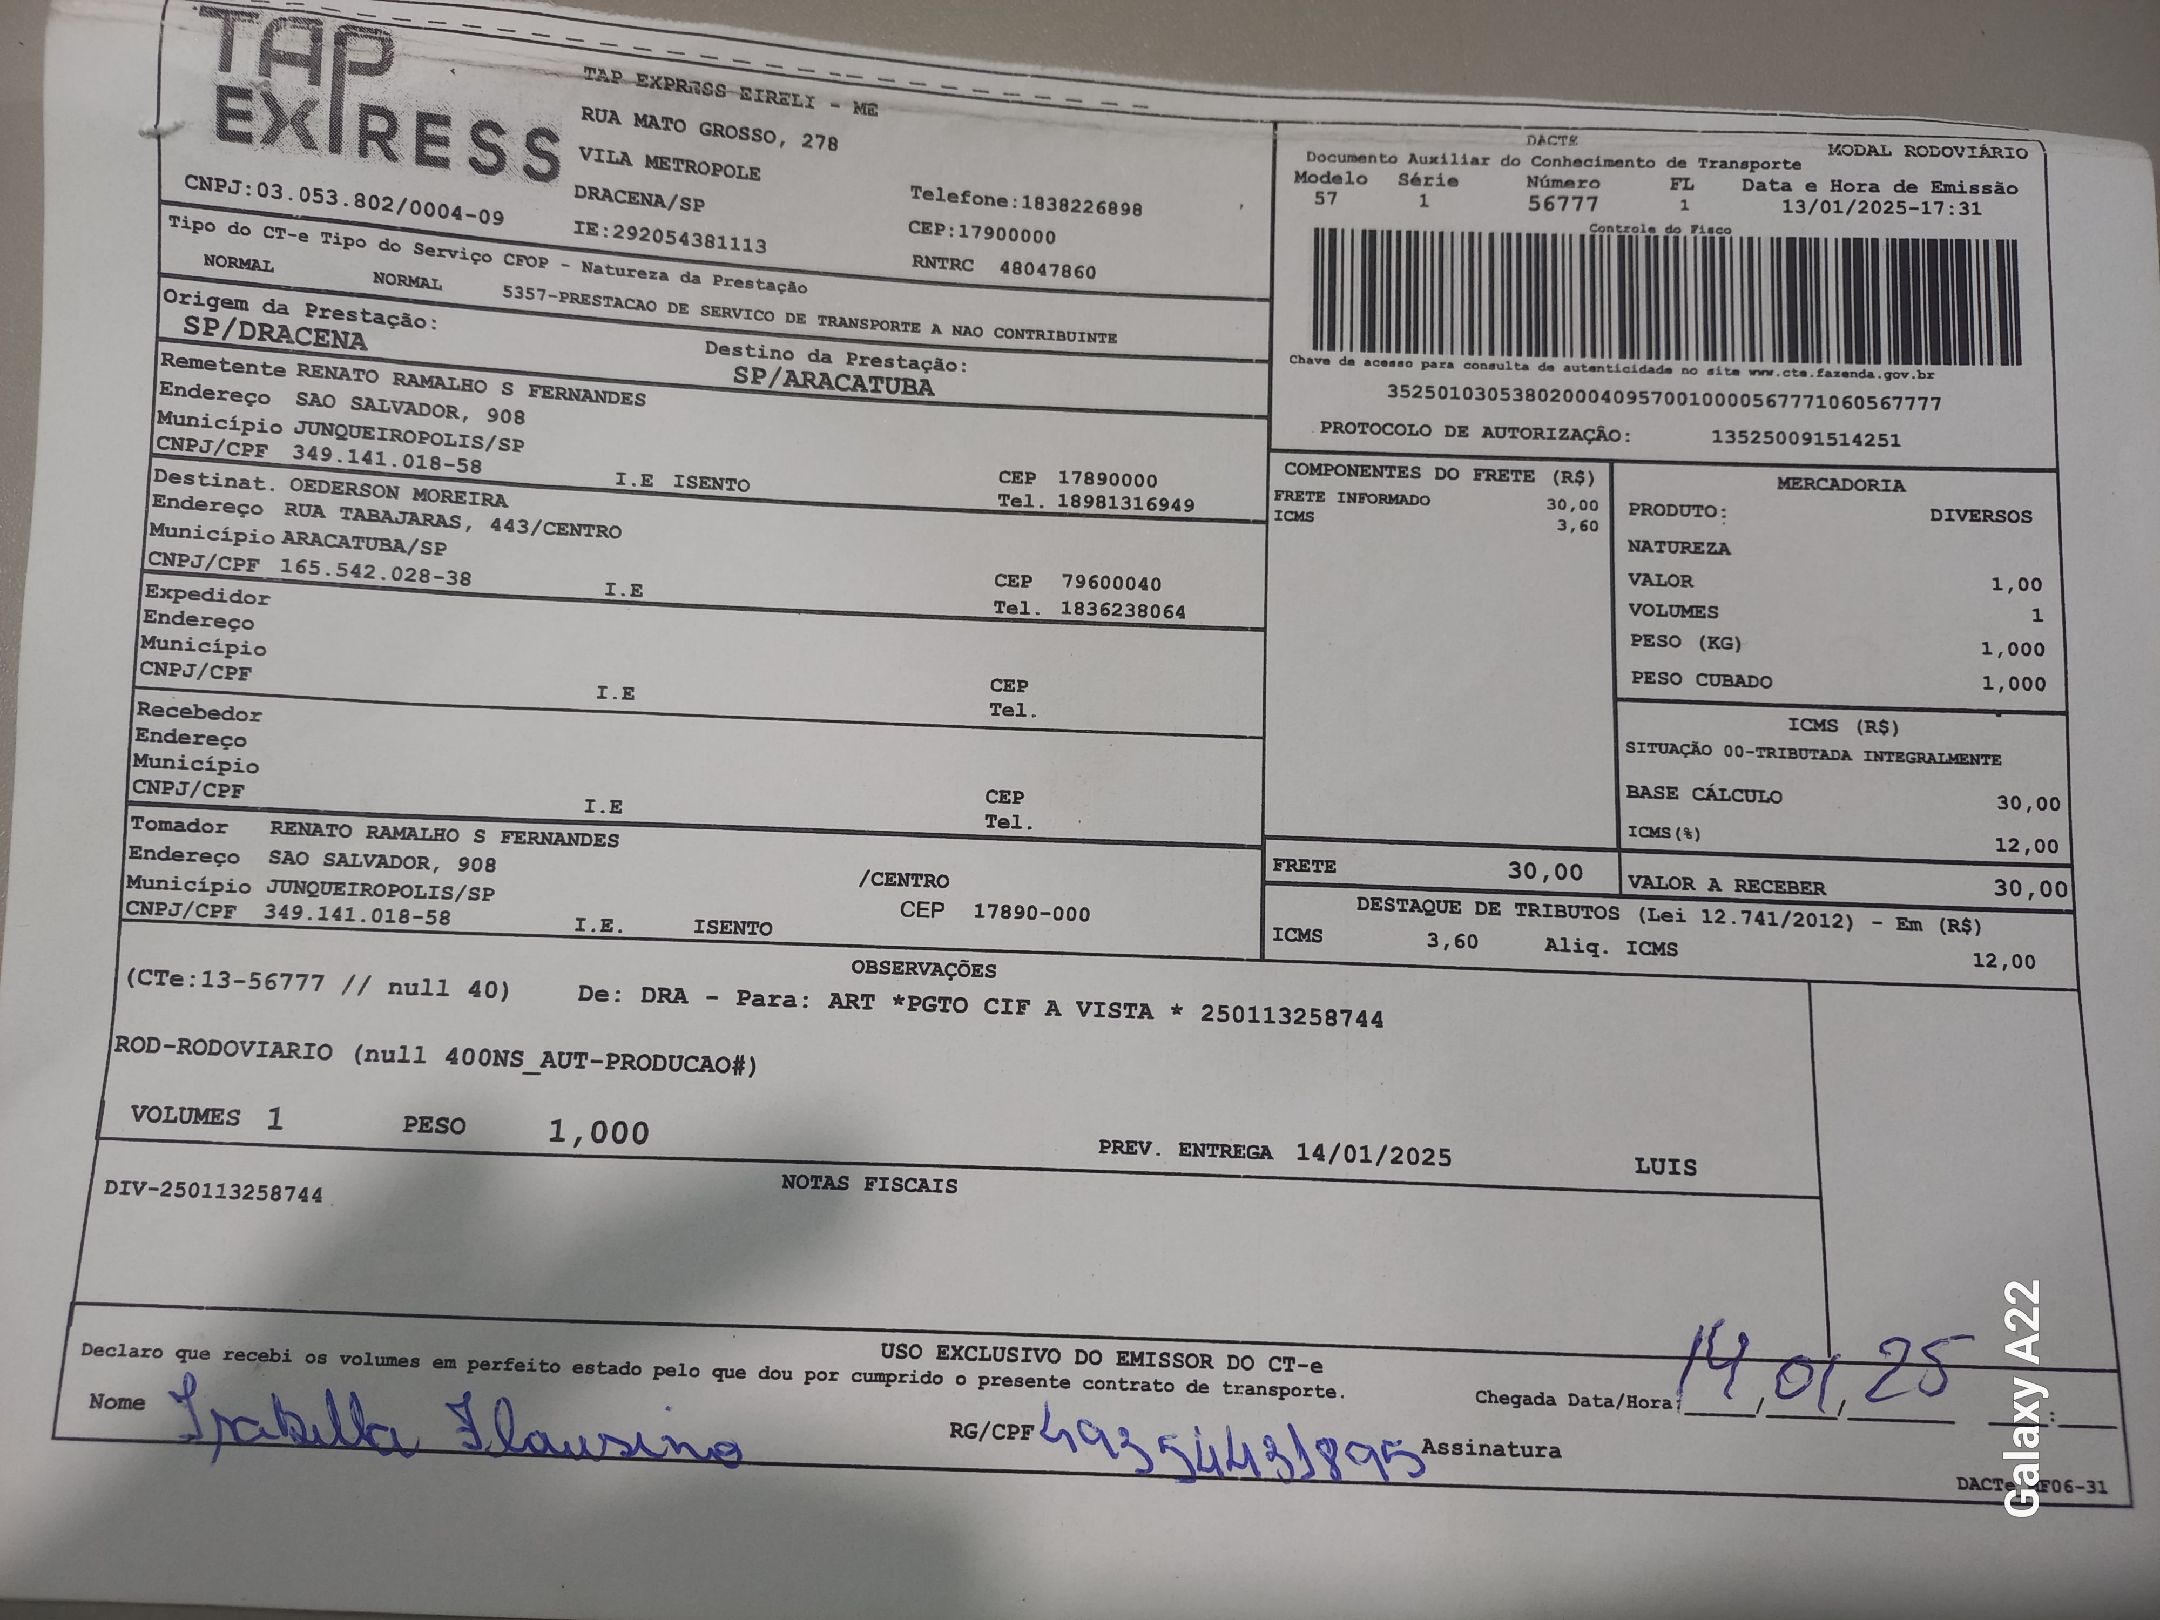 TAP
EXPRESS
TAP EXPRESS EIRELI - ME
RUA MATO GROSSO, 278
VILA METROPOLE
DRACENA/SP
IE:292054381113
Telefone:1838226898
CEP:17900000
RNTRC 48047860
CNPJ:03.053.802/0004-09
DACTE
MODAL RODOVIÁRIO
Documento Auxiliar do Conhecimento de Transporte
Modelo Série Número FL Data e Hora de Emissão
57 1 56777 1 13/01/2025-17:31
Controle do Fisco
Chave de acesso para consulta de autenticidade no site www.cte.fazenda.gov.br
35250103053802000409570010000567771060567777
PROTOCOLO DE AUTORIZAÇÃO: 135250091514251
Tipo do CT-e Tipo do Serviço CFOP - Natureza da Prestação
NORMAL NORMAL 5357-PRESTACAO DE SERVICO DE TRANSPORTE A NAO CONTRIBUINTE
Origem da Prestação:
SP/DRACENA
Destino da Prestação:
SP/ARACATUBA
Remetente RENATO RAMALHO S FERNANDES
Endereço SAO SALVADOR, 908
Município JUNQUEIROPOLIS/SP CEP 17890000
CNPJ/CPF 349.141.018-58 I.E ISENTO Tel. 18981316949
Destinat. OEDERSON MOREIRA
Endereço RUA TABAJARAS, 443/CENTRO
Município ARACATUBA/SP CEP 79600040
CNPJ/CPF 165.542.028-38 I.E Tel. 1836238064
Expedidor
Endereço
Município CEP
CNPJ/CPF I.E Tel.
Recebedor
Endereço
Município CEP
CNPJ/CPF I.E Tel.
Tomador RENATO RAMALHO S FERNANDES
Endereço SAO SALVADOR, 908 /CENTRO
Município JUNQUEIROPOLIS/SP CEP 17890-000
CNPJ/CPF 349.141.018-58 I.E. ISENTO
COMPONENTES DO FRETE (R$)
FRETE INFORMADO 30,00
ICMS 3,60
FRETE 30,00
MERCADORIA
PRODUTO: DIVERSOS
NATUREZA
VALOR 1,00
VOLUMES 1
PESO (KG) 1,000
PESO CUBADO 1,000
ICMS (R$)
SITUAÇÃO 00-TRIBUTADA INTEGRALMENTE
BASE CÁLCULO 30,00
ICMS(%) 12,00
VALOR A RECEBER 30,00
DESTAQUE DE TRIBUTOS (Lei 12.741/2012) - Em (R$)
ICMS 3,60 Aliq. ICMS 12,00
OBSERVAÇÕES
(CTe:13-56777 // null 40) De: DRA - Para: ART *PGTO CIF A VISTA * 250113258744
ROD-RODOVIARIO (null 400NS_AUT-PRODUCAO#)
VOLUMES 1 PESO 1,000 PREV. ENTREGA 14/01/2025 LUIS
NOTAS FISCAIS
DIV-250113258744
USO EXCLUSIVO DO EMISSOR DO CT-e
Declaro que recebi os volumes em perfeito estado pelo que dou por cumprido o presente contrato de transporte.
Chegada Data/Hora: 14,01,25 :
Nome Isabella Flausino RG/CPF 49354431895 Assinatura
Galaxy A22